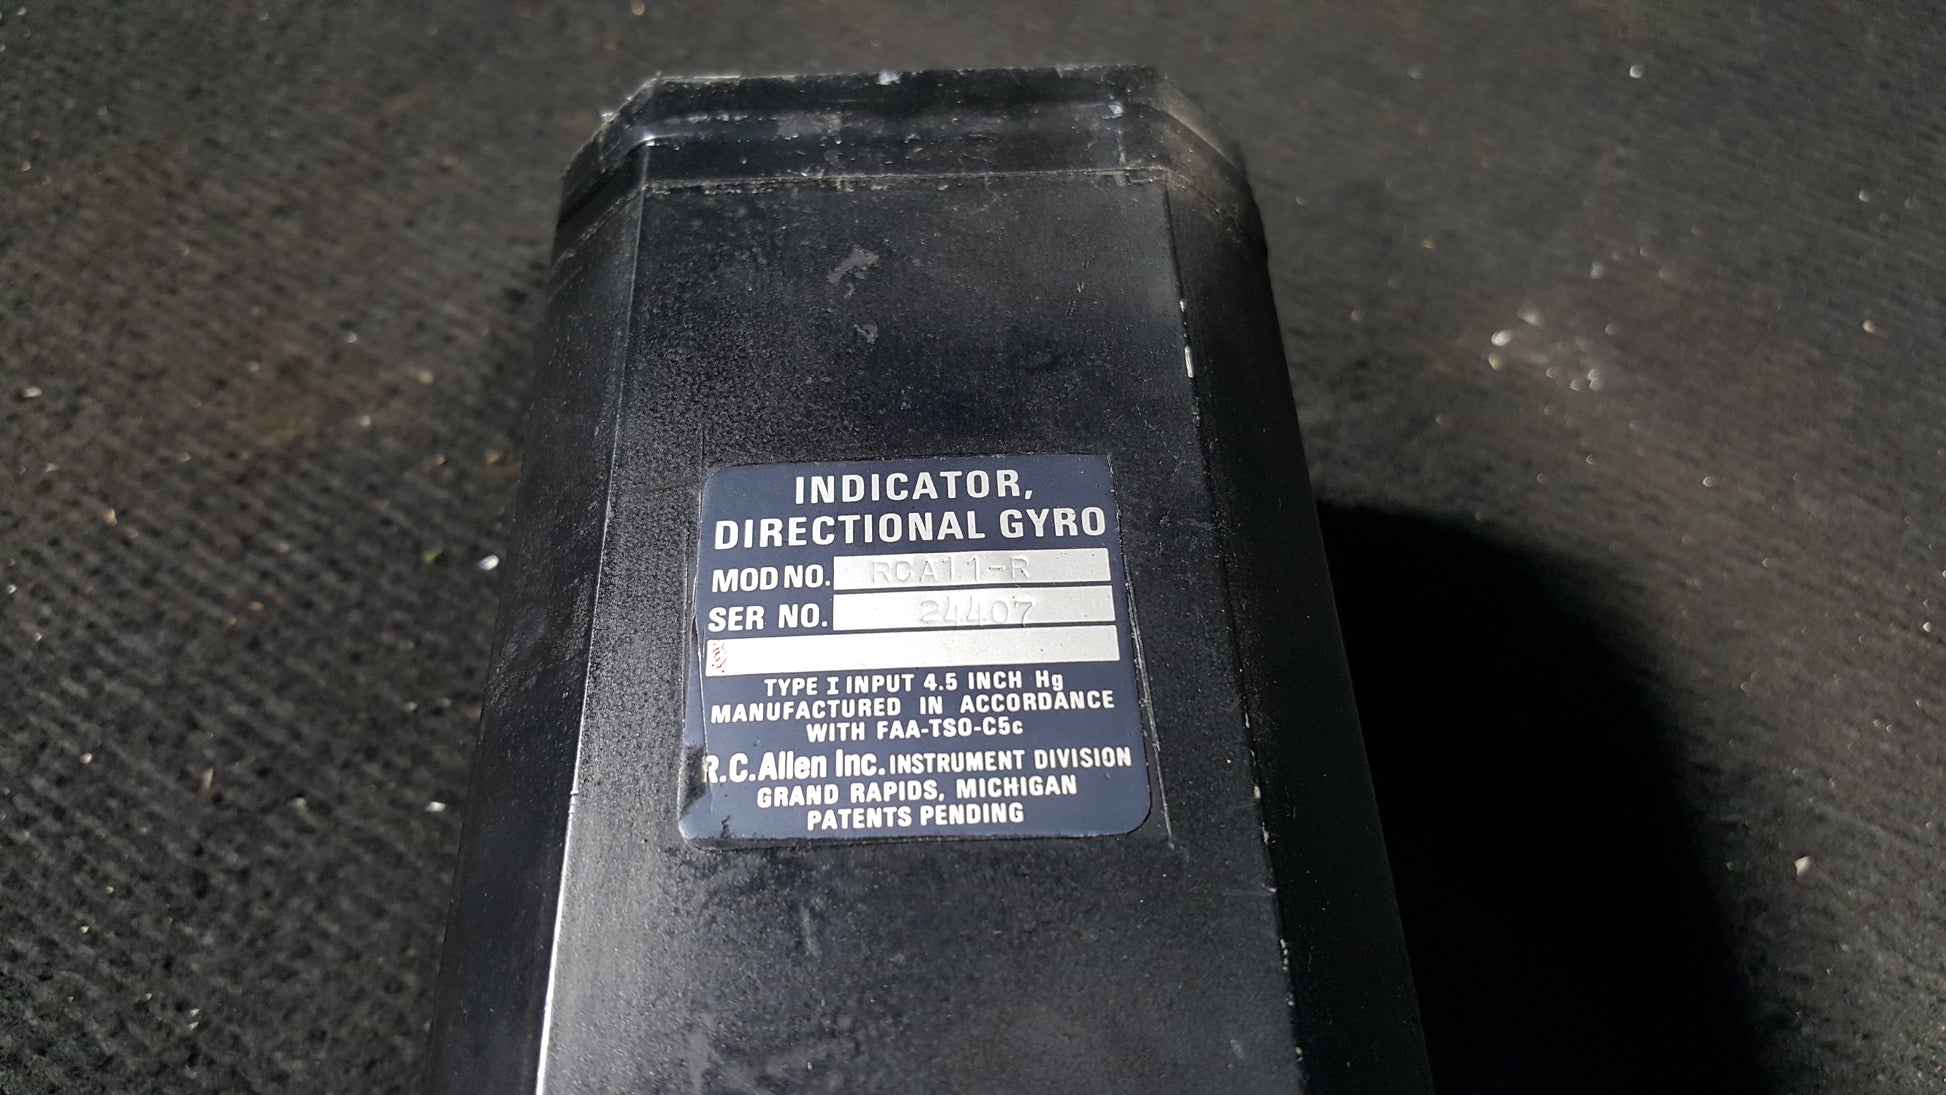 INDICATOR,
DIRECTIONAL GYRO
MOD NO. RCA11-R
SER NO. 24407
TYPE I INPUT 4.5 INCH Hg
MANUFACTURED IN ACCORDANCE
WITH FAA-TSO-C5c
R.C.Allen Inc. INSTRUMENT DIVISION
GRAND RAPIDS, MICHIGAN
PATENTS PENDING